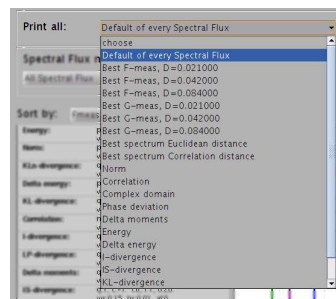 Print all:
Default of every Spectral Flux
choose
Default of every Spectral Flux
Spectral Flux
Best F-meas, D=0.021000
All Spectral Flux
Best F-meas, D=0.042000
Best F-meas, D=0.084000
Best G-meas, D=0.021000
Sort by:
Best G-meas, D=0.042000
Best G-meas, D=0.084000
Energy:
Best spectrum Euclidean distance
Norm:
Best spectrum Correlation distance
KLo-divergence:
Norm
Delta energy:
Correlation
KL-divergence:
Complex domain
Correlation:
Phase deviation
I-divergence:
Delta moments
LP-divergence:
Energy
Delta energy
Delta moments:
I-divergence
IS-divergence:
IS-divergence
KL-divergence